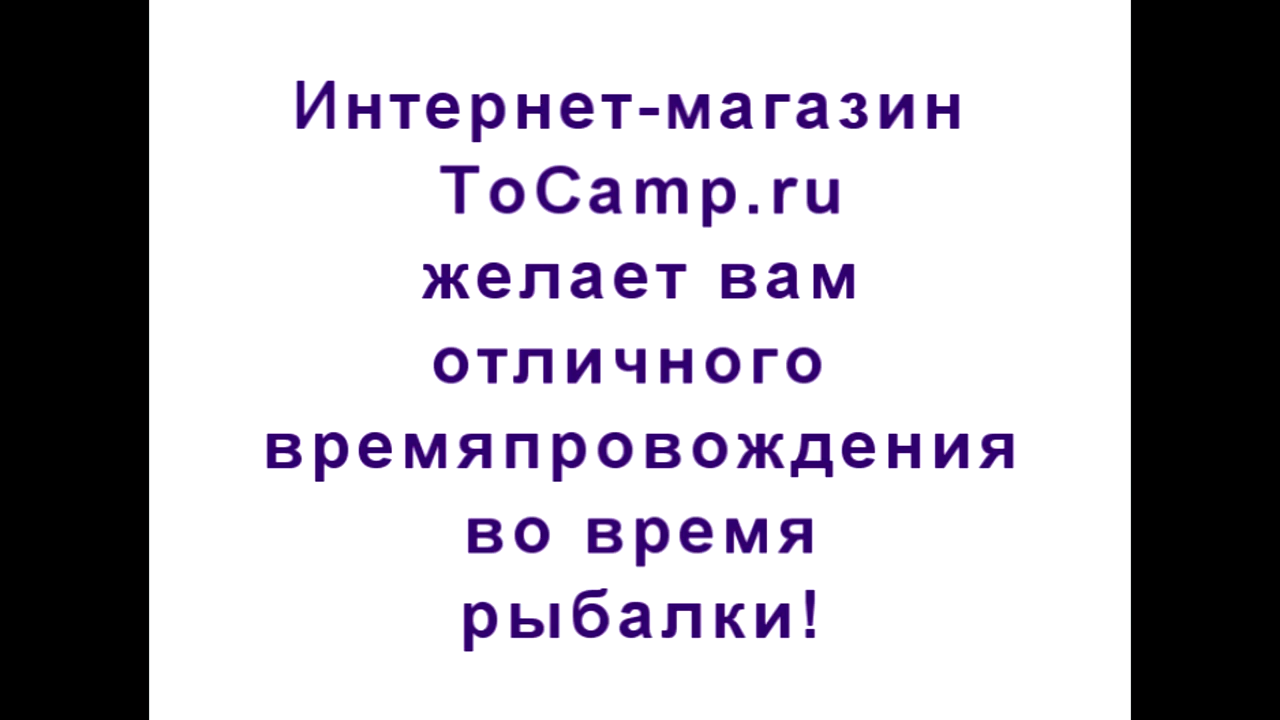 Интернет-магазин
ToCamp.ru
желает вам
отличного
времяпровождения
во время
рыбалки!